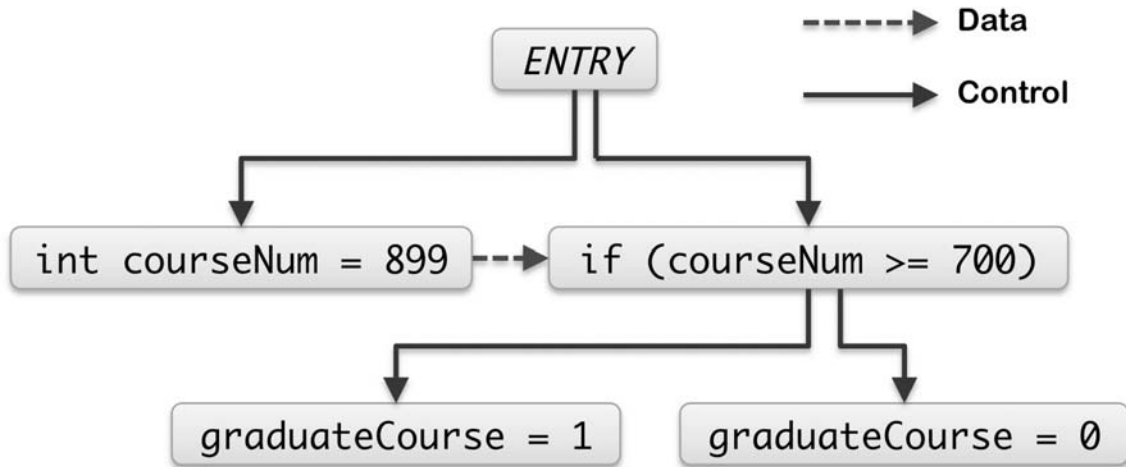 Data
ENTRY
Control
int courseNum = 899
if (courseNum >= 700)
graduateCourse = 1
graduateCourse = 0